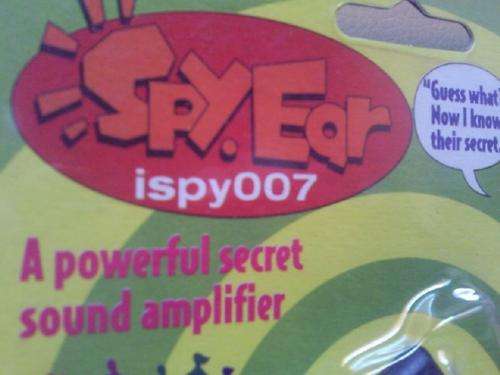 Spy.Ear
ispy007
"Guess what
Now I know
their secret
A powerful secret
sound amplifier